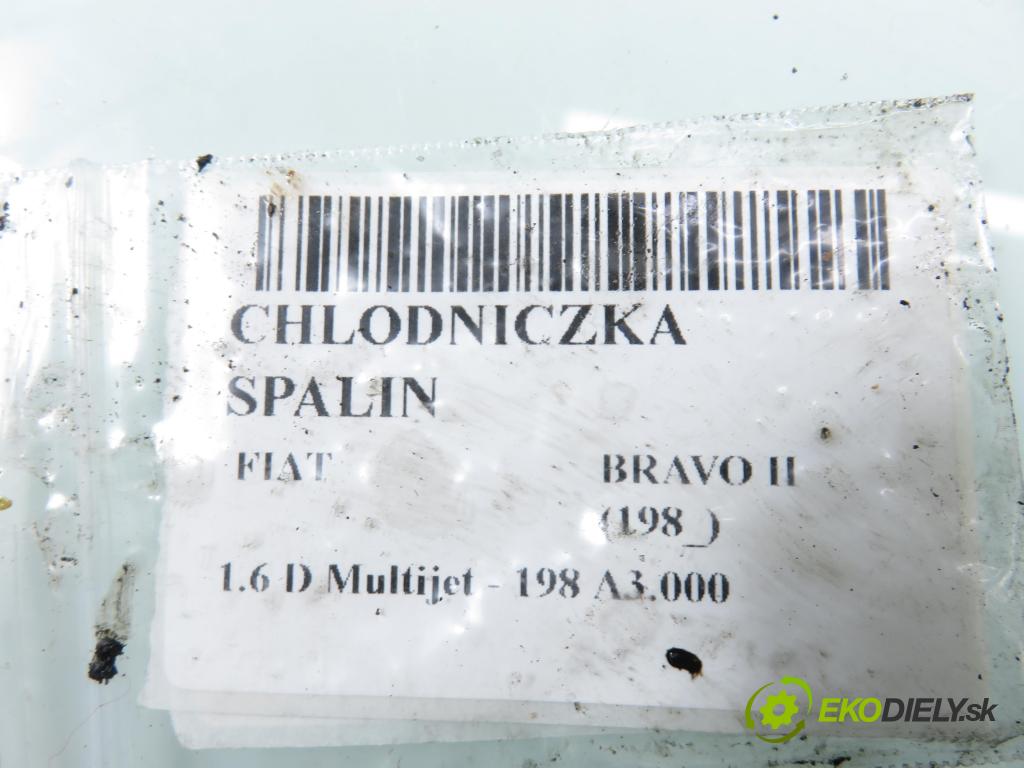 CHLODNICZKA
SPALIN
FIAT BRAVO II
(198_)
1.6 D Multijet - 198 A3.000
EKODIELY.sk